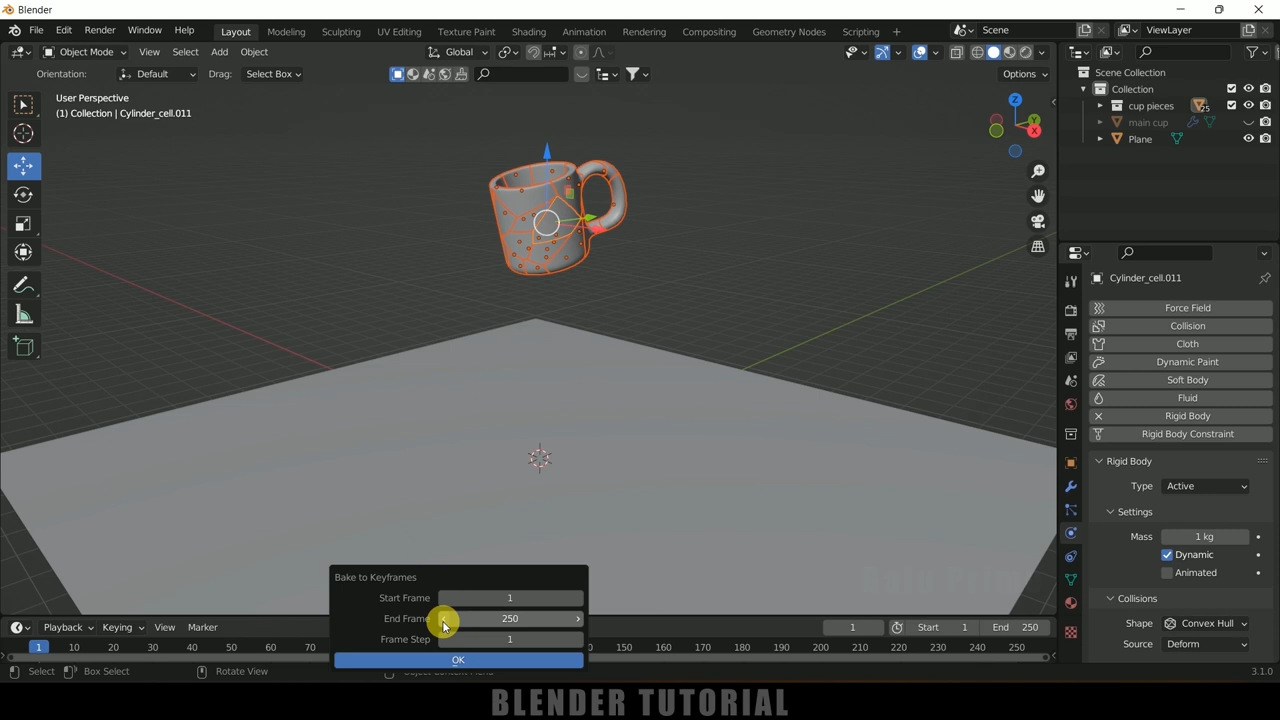 Blender
File Edit Render Window Help Layout Modeling Sculpting UV Editing Texture Paint Shading Animation Rendering Compositing Geometry Nodes Scripting + Scene ViewLayer
Object Mode View Select Add Object Global
Orientation: Default Drag: Select Box Options
User Perspective
(1) Collection | Cylinder_cell.011
Z
Y
X
Scene Collection
Collection
cup pieces 25
main cup
Plane
Cylinder_cell.011
Force Field
Collision
Cloth
Dynamic Paint
Soft Body
Fluid
Rigid Body
Rigid Body Constraint
Rigid Body
Type Active
Settings
Mass 1 kg
Dynamic
Animated
Collisions
Shape Convex Hull
Source Deform
Bake to Keyframes
Start Frame 1
End Frame 250
Frame Step 1
OK
Playback Keying View Marker 1 Start 1 End 250
1 10 20 30 40 50 60 70 150 160 170 180 190 200 210 220 230 240 250
Select Box Select Rotate View Object Context Menu 3.1.0
BLENDER TUTORIAL